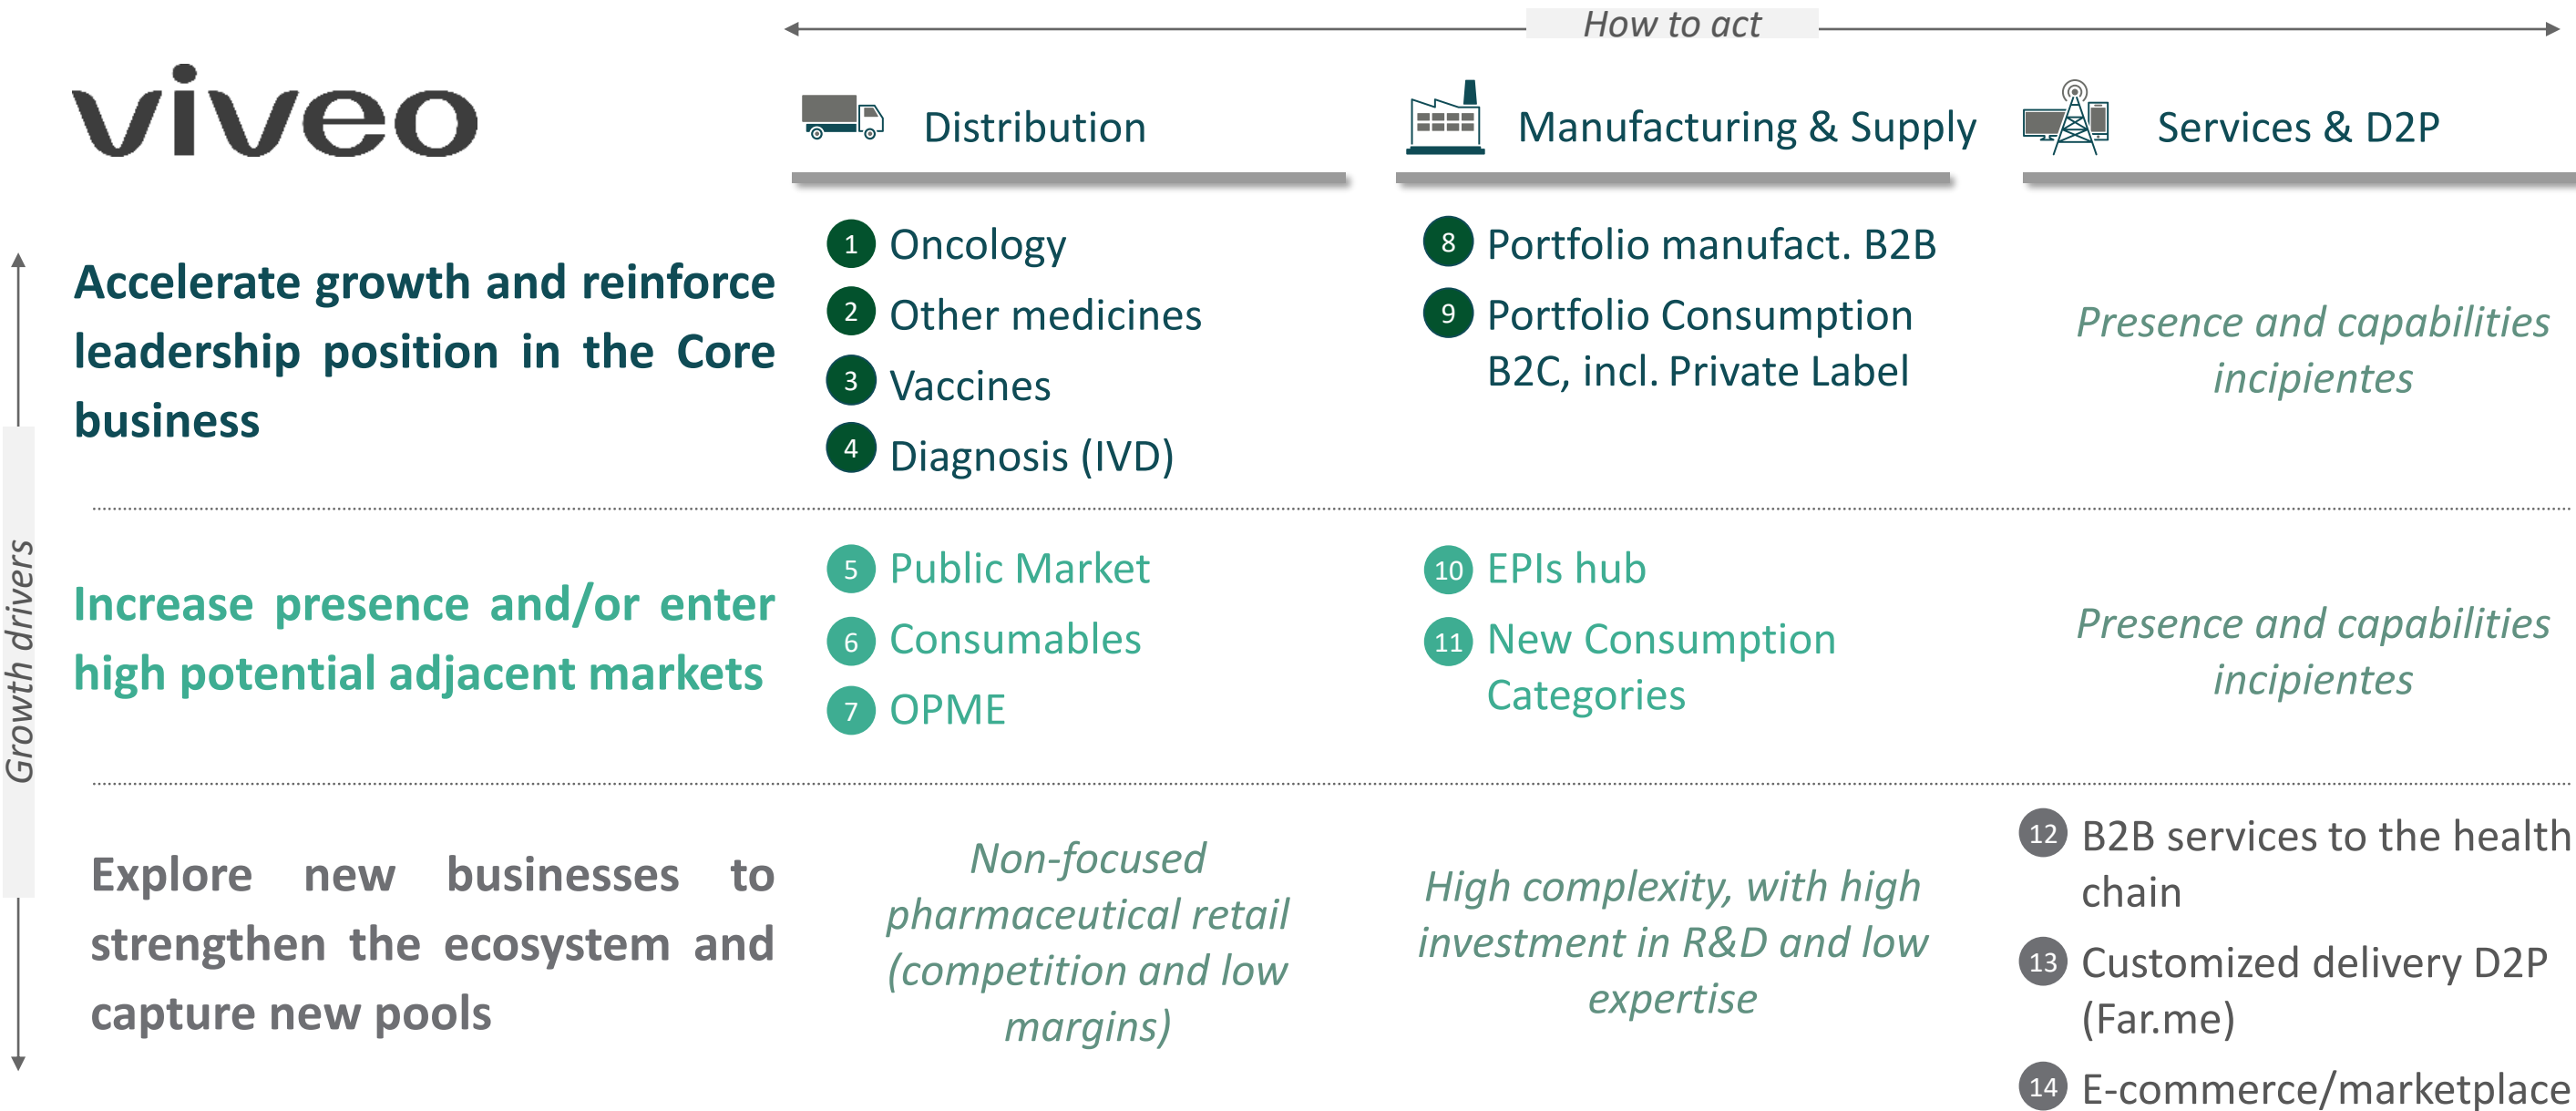 How to act
viveo
Distribution
Manufacturing & Supply
Services & D2P
Growth drivers
Accelerate growth and reinforce
leadership position in the Core
business
1 Oncology
2 Other medicines
3 Vaccines
4 Diagnosis (IVD)
8 Portfolio manufact. B2B
9 Portfolio Consumption
B2C, incl. Private Label
Presence and capabilities
incipientes
Increase presence and/or enter
high potential adjacent markets
5 Public Market
6 Consumables
7 OPME
10 EPIs hub
11 New Consumption
Categories
Presence and capabilities
incipientes
Explore new businesses to
strengthen the ecosystem and
capture new pools
Non-focused
pharmaceutical retail
(competition and low
margins)
High complexity, with high
investment in R&D and low
expertise
12 B2B services to the health
chain
13 Customized delivery D2P
(Far.me)
14 E-commerce/marketplace